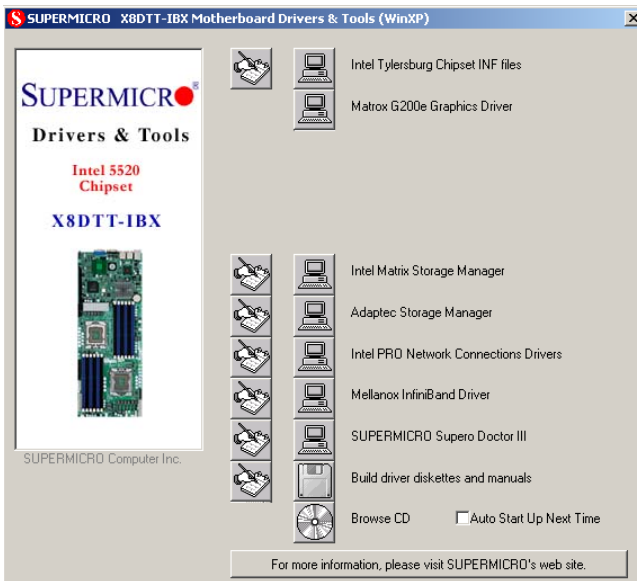 SUPERMICRO X8DTT-IBX Motherboard Drivers & Tools (WinXP)
SUPERMICRO®
Drivers & Tools
Intel 5520
Chipset
X8DTT-IBX
SUPERMICRO Computer Inc.
Intel Tylersburg Chipset INF files
Matrox G200e Graphics Driver
Intel Matrix Storage Manager
Adaptec Storage Manager
Intel PRO Network Connections Drivers
Mellanox InfiniBand Driver
SUPERMICRO Supero Doctor III
Build driver diskettes and manuals
Browse CD Auto Start Up Next Time
For more information, please visit SUPERMICRO's web site.